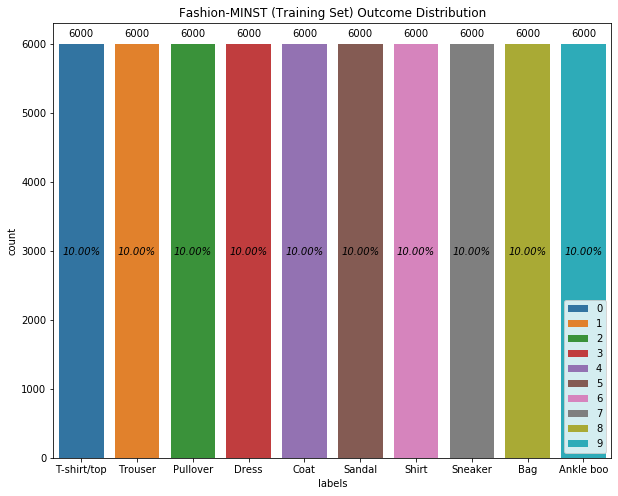 Fashion-MINST (Training Set) Outcome Distribution
6000 6000 6000 6000 6000 6000 6000 6000 6000 6000
6000
5000
4000
3000
2000
1000
0
count
10.00% 10.00% 10.00% 10.00% 10.00% 10.00% 10.00% 10.00% 10.00% 10.00%
0
1
2
3
4
5
6
7
8
9
T-shirt/top Trouser Pullover Dress Coat Sandal Shirt Sneaker Bag Ankle boo
labels